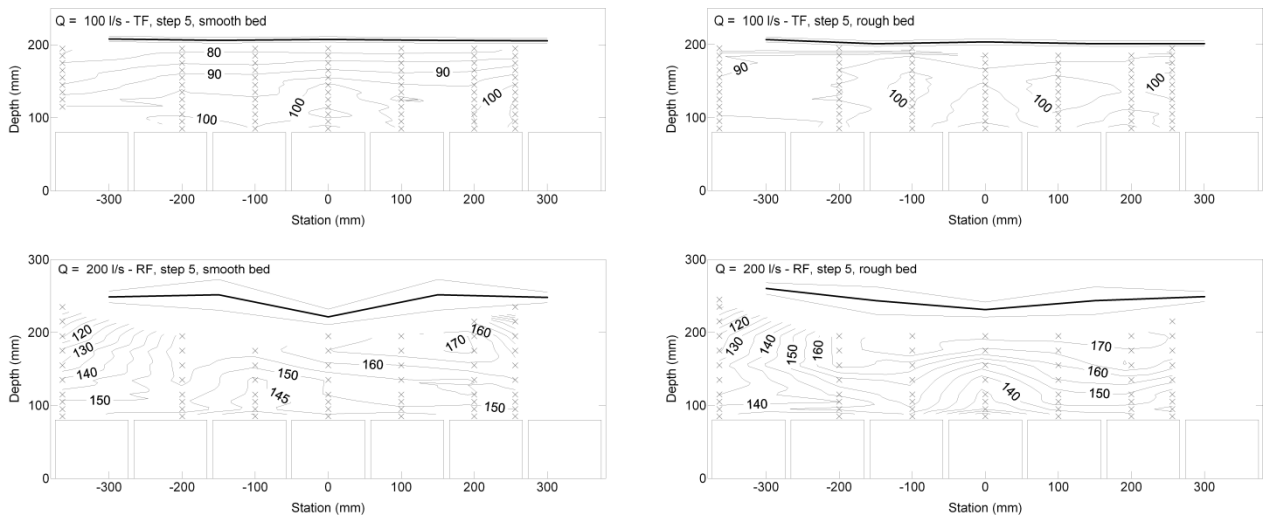 Q = 100 l/s - TF, step 5, smooth bed
200
100
0
Depth (mm)
80
90
90
100
100
100
-300 -200 -100 0 100 200 300
Station (mm)
Q = 100 l/s - TF, step 5, rough bed
200
100
0
Depth (mm)
90
100
100
100
-300 -200 -100 0 100 200 300
Station (mm)
Q = 200 l/s - RF, step 5, smooth bed
300
200
100
0
Depth (mm)
120
130
140
150
150
145
160
170
160
150
-300 -200 -100 0 100 200 300
Station (mm)
Q = 200 l/s - RF, step 5, rough bed
300
200
100
0
Depth (mm)
120
130
140
150
160
140
140
170
160
150
-300 -200 -100 0 100 200 300
Station (mm)